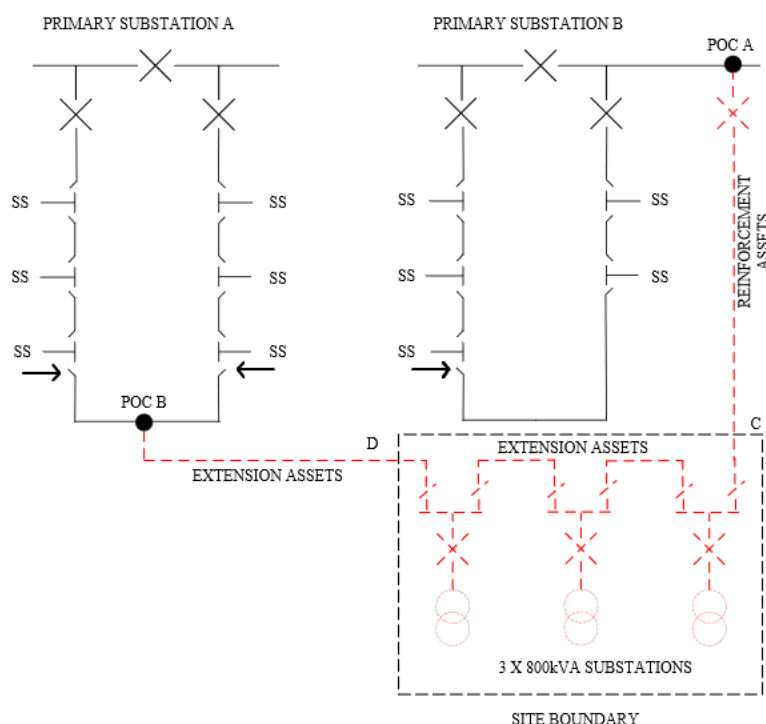 PRIMARY SUBSTATION A
PRIMARY SUBSTATION B
POC A
SS
SS
SS
SS
SS
SS
SS
SS
SS
SS
SS
REINFORCEMENT
ASSETS
POC B
D
C
EXTENSION ASSETS
EXTENSION ASSETS
3 X 800kVA SUBSTATIONS
SITE BOUNDARY